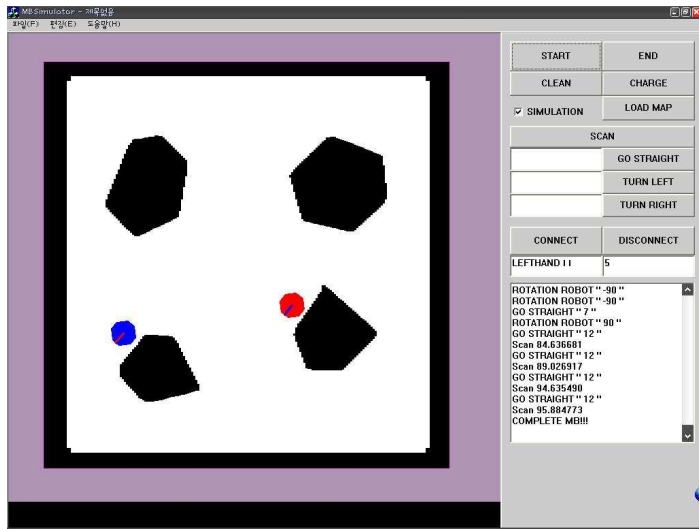 MBSimulator - 제목없음
파일(F) 편집(E) 도움말(H)
START END
CLEAN CHARGE
SIMULATION LOAD MAP
SCAN
GO STRAIGHT
TURN LEFT
TURN RIGHT
CONNECT DISCONNECT
LEFTHAND I I 5
ROTATION ROBOT " -90 "
ROTATION ROBOT " -90 "
GO STRAIGHT " 7 "
ROTATION ROBOT " 90 "
GO STRAIGHT " 12 "
Scan 84.636681
GO STRAIGHT " 12 "
Scan 89.026917
GO STRAIGHT " 12 "
Scan 94.635490
GO STRAIGHT " 12 "
Scan 95.884773
COMPLETE MB!!!